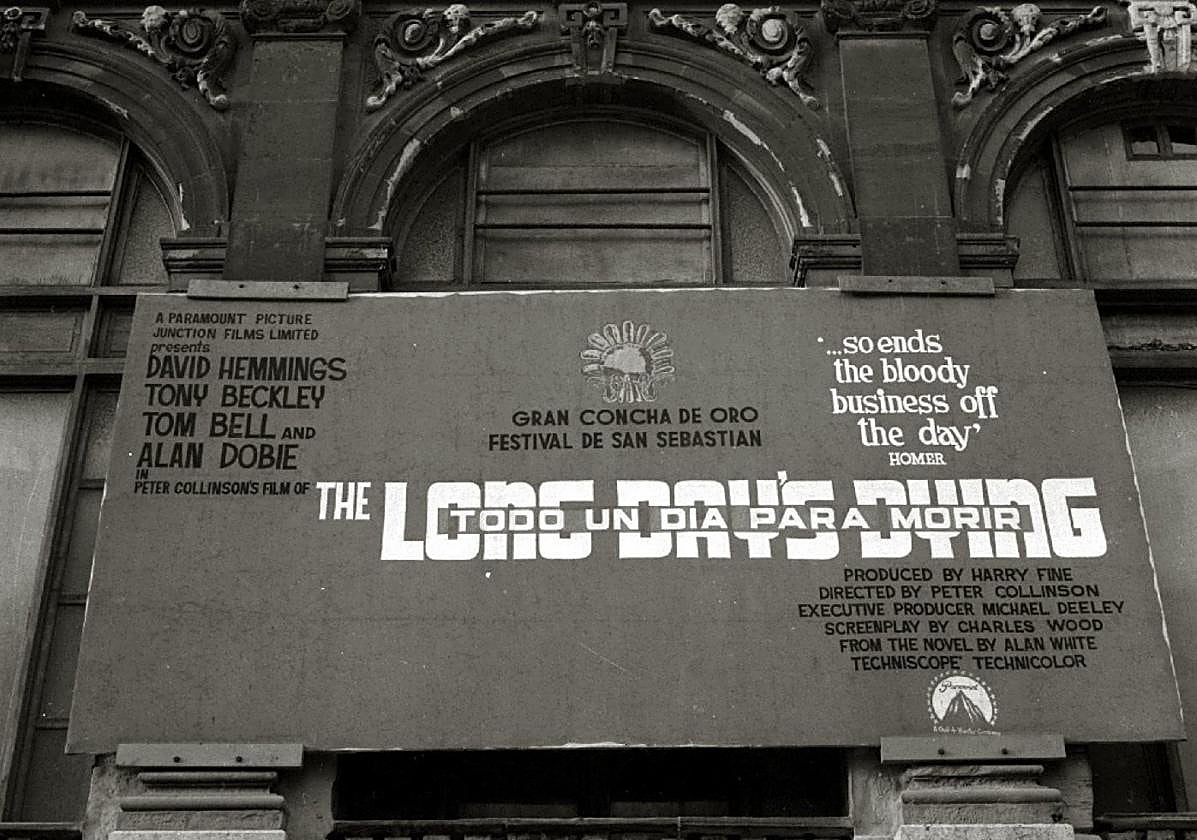 A PARAMOUNT PICTURE
JUNCTION FILMS LIMITED
presents
DAVID HEMMINGS
TONY BECKLEY
TOM BELL AND
ALAN DOBIE
IN
PETER COLLINSON'S FILM OF
THE LONG DAY'S DYING
TODO UN DIA PARA MORIR
GRAN CONCHA DE ORO
FESTIVAL DE SAN SEBASTIAN
'...so ends
the bloody
business off
the day'
HOMER
PRODUCED BY HARRY FINE
DIRECTED BY PETER COLLINSON
EXECUTIVE PRODUCER MICHAEL DEELEY
SCREENPLAY BY CHARLES WOOD
FROM THE NOVEL BY ALAN WHITE
TECHNISCOPE TECHNICOLOR
Paramount